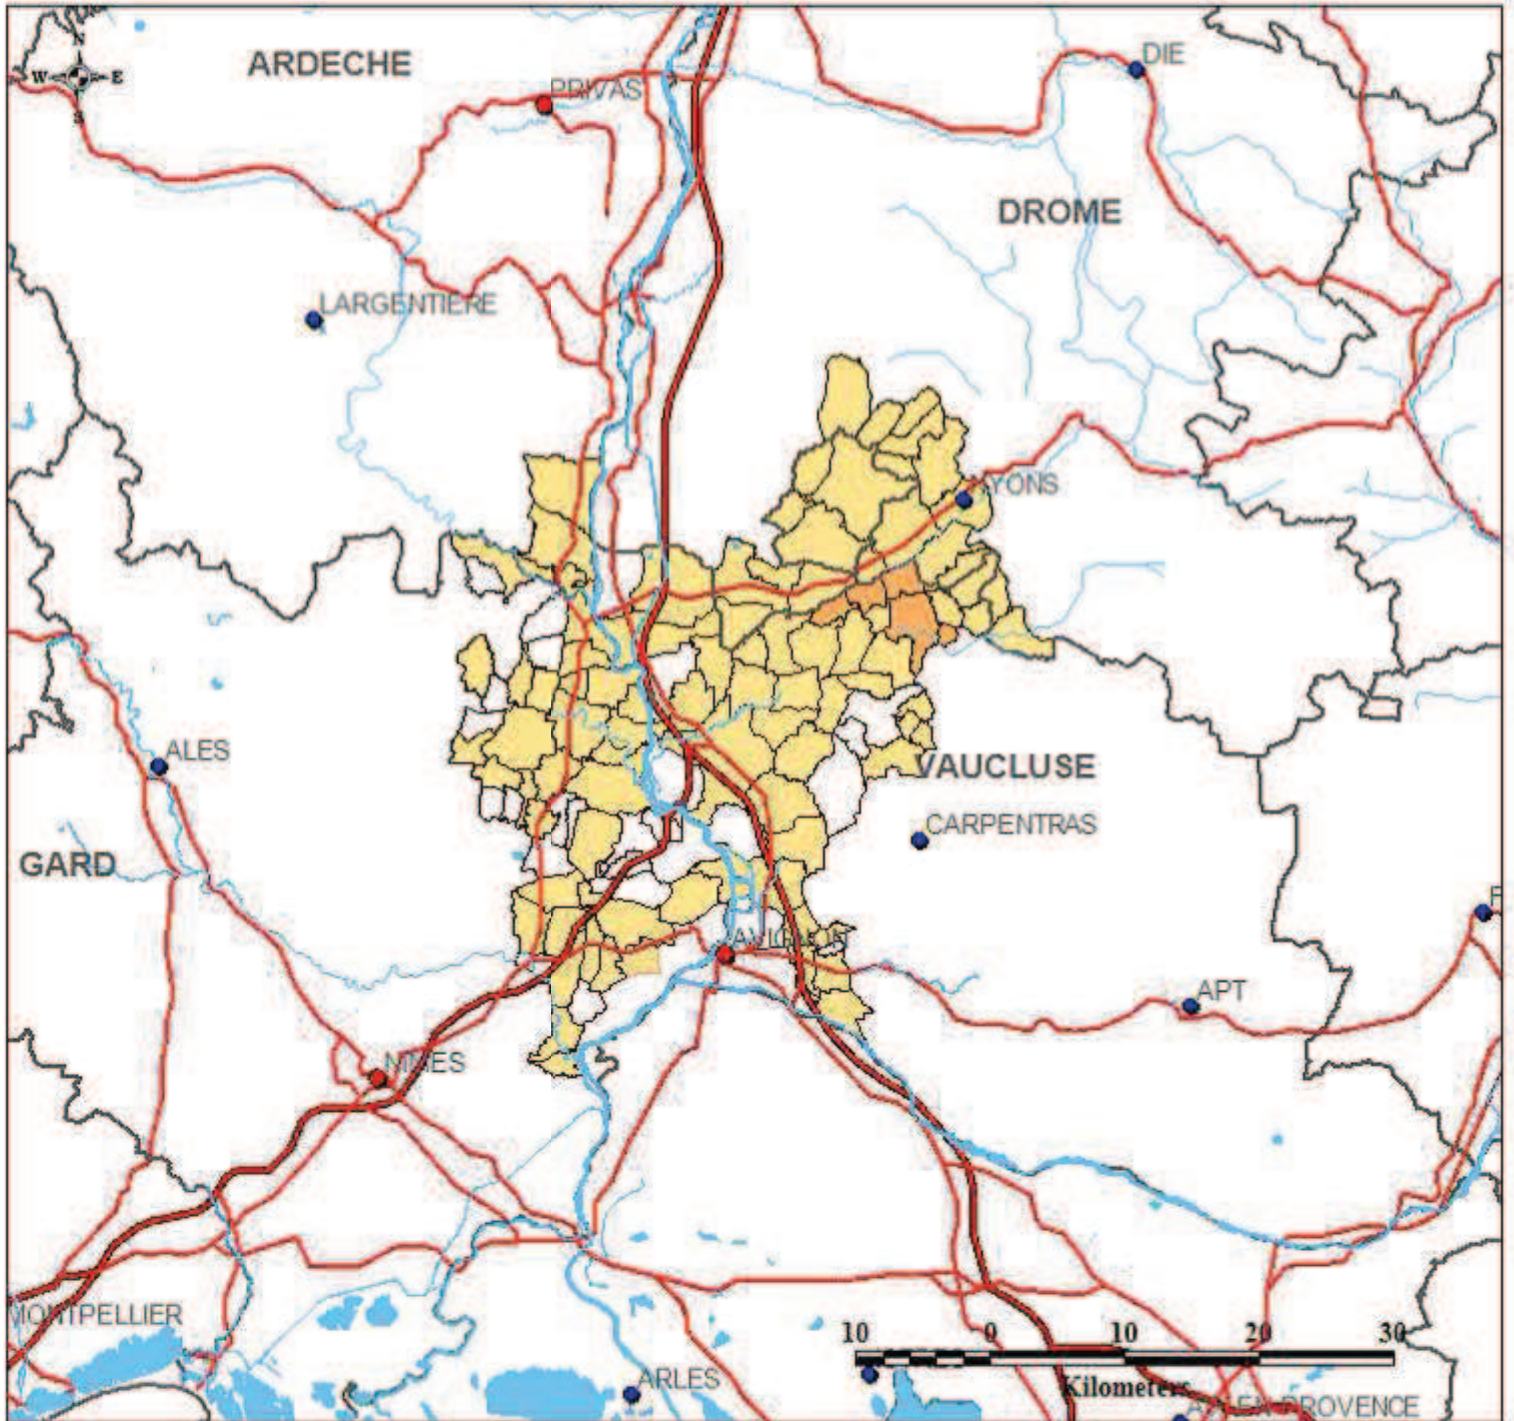 N
W E
S
ARDECHE
PRIVAS
DIE
DROME
LARGENTIERE
NYONS
ALES
VAUCLUSE
CARPENTRAS
GARD
AVIGNON
APT
NIMES
MONTPELLIER
10 0 10 20 30
Kilometers
ARLES
PROVENCE